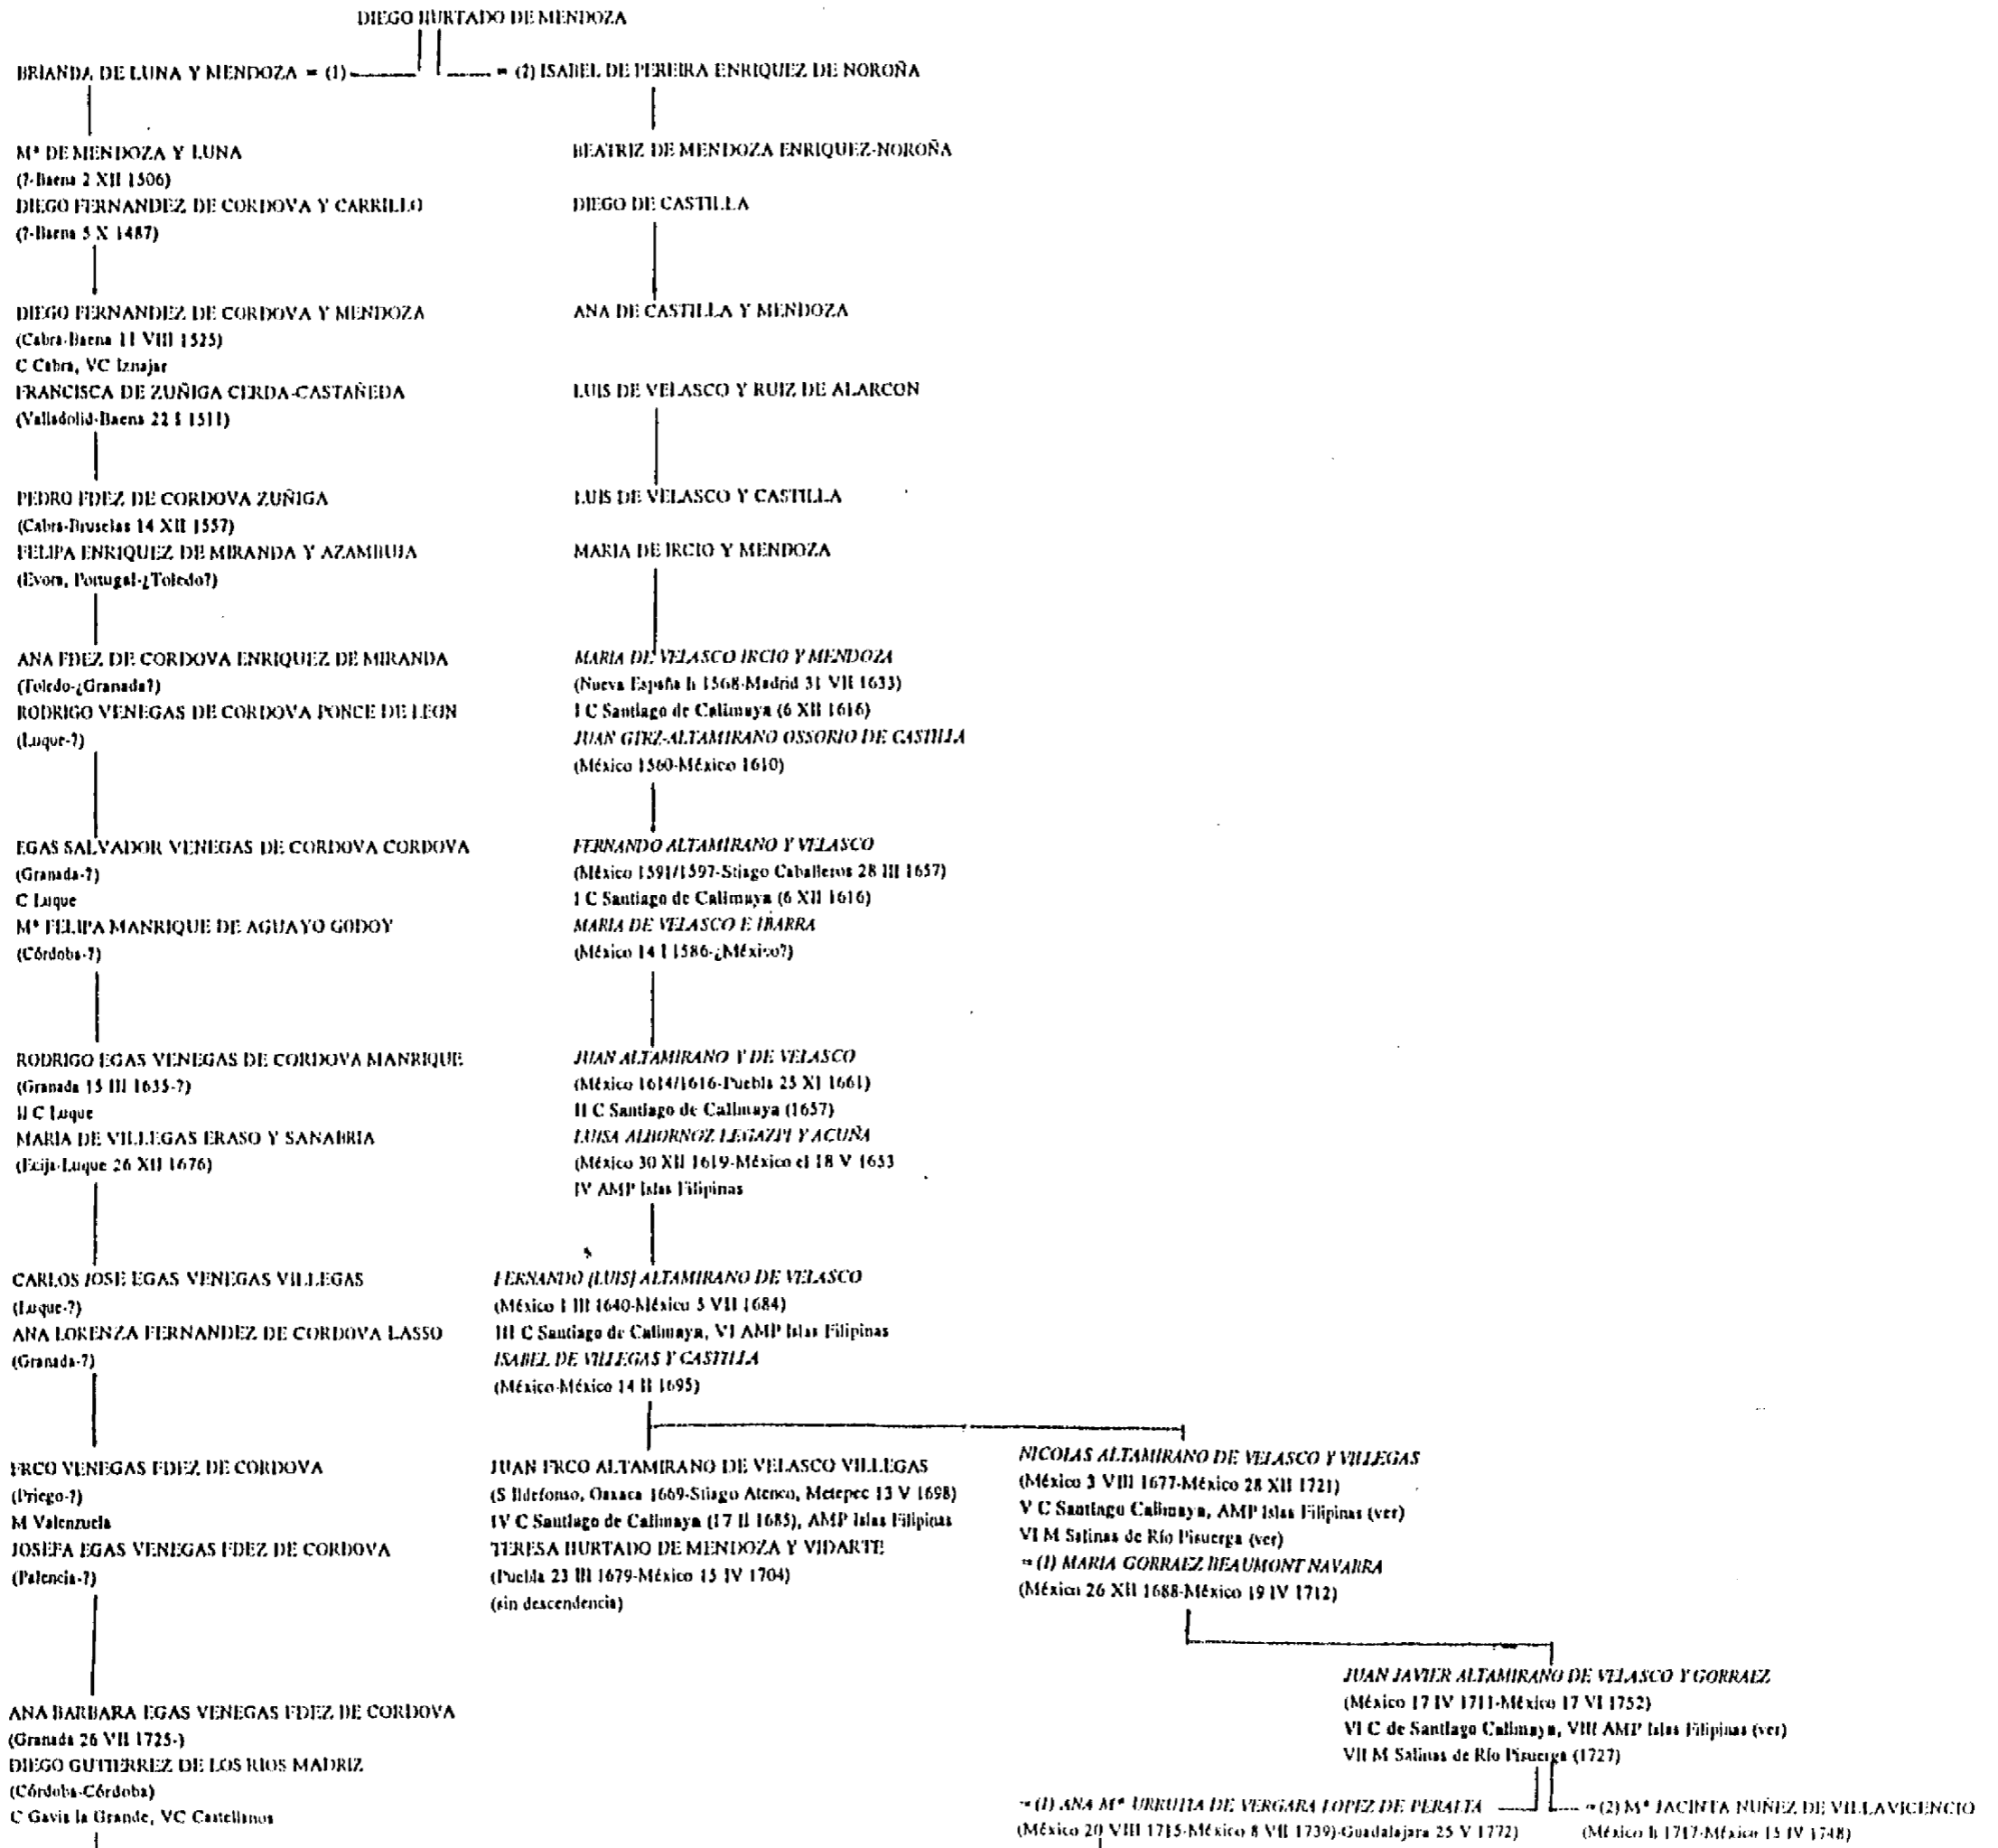 DIEGO HURTADO DE MENDOZA
BRIANDA DE LUNA Y MENDOZA = (1)
= (2) ISABEL DE PEREIRA ENRIQUEZ DE NOROÑA
Mª DE MENDOZA Y LUNA
(?-Baena 2 XII 1506)
DIEGO FERNANDEZ DE CORDOVA Y CARRILLO
(?-Baena 5 X 1487)
BEATRIZ DE MENDOZA ENRIQUEZ-NOROÑA
DIEGO DE CASTILLA
DIEGO FERNANDEZ DE CORDOVA Y MENDOZA
(Cabra-Baena 11 VIII 1525)
C Cabra, VC Iznajar
FRANCISCA DE ZUÑIGA CERDA-CASTAÑEDA
(Valladolid-Baena 22 I 1511)
ANA DE CASTILLA Y MENDOZA
LUIS DE VELASCO Y RUIZ DE ALARCON
PEDRO FDEZ DE CORDOVA ZUÑIGA
(Cabra-Bruselas 14 XII 1557)
FELIPA ENRIQUEZ DE MIRANDA Y AZAMBUJA
(Evora, Portugal-¿Toledo?)
LUIS DE VELASCO Y CASTILLA
MARIA DE IRCIO Y MENDOZA
ANA FDEZ DE CORDOVA ENRIQUEZ DE MIRANDA
(Toledo-¿Granada?)
RODRIGO VENEGAS DE CORDOVA PONCE DE LEON
(Luque-?)
MARIA DE VELASCO IRCIO Y MENDOZA
(Nueva España h 1568-Madrid 31 VII 1633)
I C Santiago de Calimaya (6 XII 1616)
JUAN GTRZ-ALTAMIRANO OSSORIO DE CASTILLA
(México 1560-México 1610)
EGAS SALVADOR VENEGAS DE CORDOVA CORDOVA
(Granada-?)
C Luque
Mª FELIPA MANRIQUE DE AGUAYO GODOY
(Córdoba-?)
FERNANDO ALTAMIRANO Y VELASCO
(México 1591/1597-Stiago Caballeros 28 III 1657)
I C Santiago de Calimaya (6 XII 1616)
MARIA DE VELASCO E IBARRA
(México 14 I 1586-¿México?)
RODRIGO EGAS VENEGAS DE CORDOVA MANRIQUE
(Granada 15 III 1635-?)
II C Luque
MARIA DE VILLEGAS ERASO Y SANABRIA
(Ecija-Luque 26 XII 1676)
JUAN ALTAMIRANO Y DE VELASCO
(México 1614/1616-Puebla 25 XI 1661)
II C Santiago de Calimaya (1657)
LUISA ALBORNOZ LEGAZPI Y ACUÑA
(México 30 XII 1619-México el 18 V 1653
IV AMP Islas Filipinas
CARLOS JOSE EGAS VENEGAS VILLEGAS
(Luque-?)
ANA LORENZA FERNANDEZ DE CORDOVA LASSO
(Granada-?)
FERNANDO [LUIS] ALTAMIRANO DE VELASCO
(México 1 III 1640-México 5 VII 1684)
III C Santiago de Calimaya, VI AMP Islas Filipinas
ISABEL DE VILLEGAS Y CASTILLA
(México-México 14 II 1695)
FRCO VENEGAS FDEZ DE CORDOVA
(Priego-?)
M Valenzuela
JOSEFA EGAS VENEGAS FDEZ DE CORDOVA
(Palencia-?)
JUAN FRCO ALTAMIRANO DE VELASCO VILLEGAS
(S Ildefonso, Oaxaca 1669-Stiago Atenco, Metepec 13 V 1698)
IV C Santiago de Calimaya (17 II 1685), AMP Islas Filipinas
TERESA HURTADO DE MENDOZA Y VIDARTE
(Puebla 23 III 1679-México 15 IV 1704)
(sin descendencia)
NICOLAS ALTAMIRANO DE VELASCO Y VILLEGAS
(México 3 VIII 1677-México 28 XII 1721)
V C Santiago Calimaya, AMP Islas Filipinas (ver)
VI M Salinas de Río Pisuerga (ver)
= (1) MARIA GORRAEZ BEAUMONT NAVARRA
(México 26 XII 1688-México 19 IV 1712)
JUAN JAVIER ALTAMIRANO DE VELASCO Y GORRAEZ
(México 17 IV 1711-México 17 VI 1752)
VI C de Santiago Calimaya, VIII AMP Islas Filipinas (ver)
VII M Salinas de Río Pisuerga (1727)
ANA BARBARA EGAS VENEGAS FDEZ DE CORDOVA
(Granada 26 VII 1725-)
DIEGO GUTIERREZ DE LOS RIOS MADRIZ
(Córdoba-Córdoba)
C Gavia la Grande, VC Castellanos
= (1) ANA Mª URRUTIA DE VERGARA LOPEZ DE PERALTA
(México 20 VIII 1715-México 8 VII 1739)-Guadalajara 25 V 1772)
= (2) Mª JACINTA NUÑEZ DE VILLAVICENCIO
(México h 1717-México 15 IV 1748)